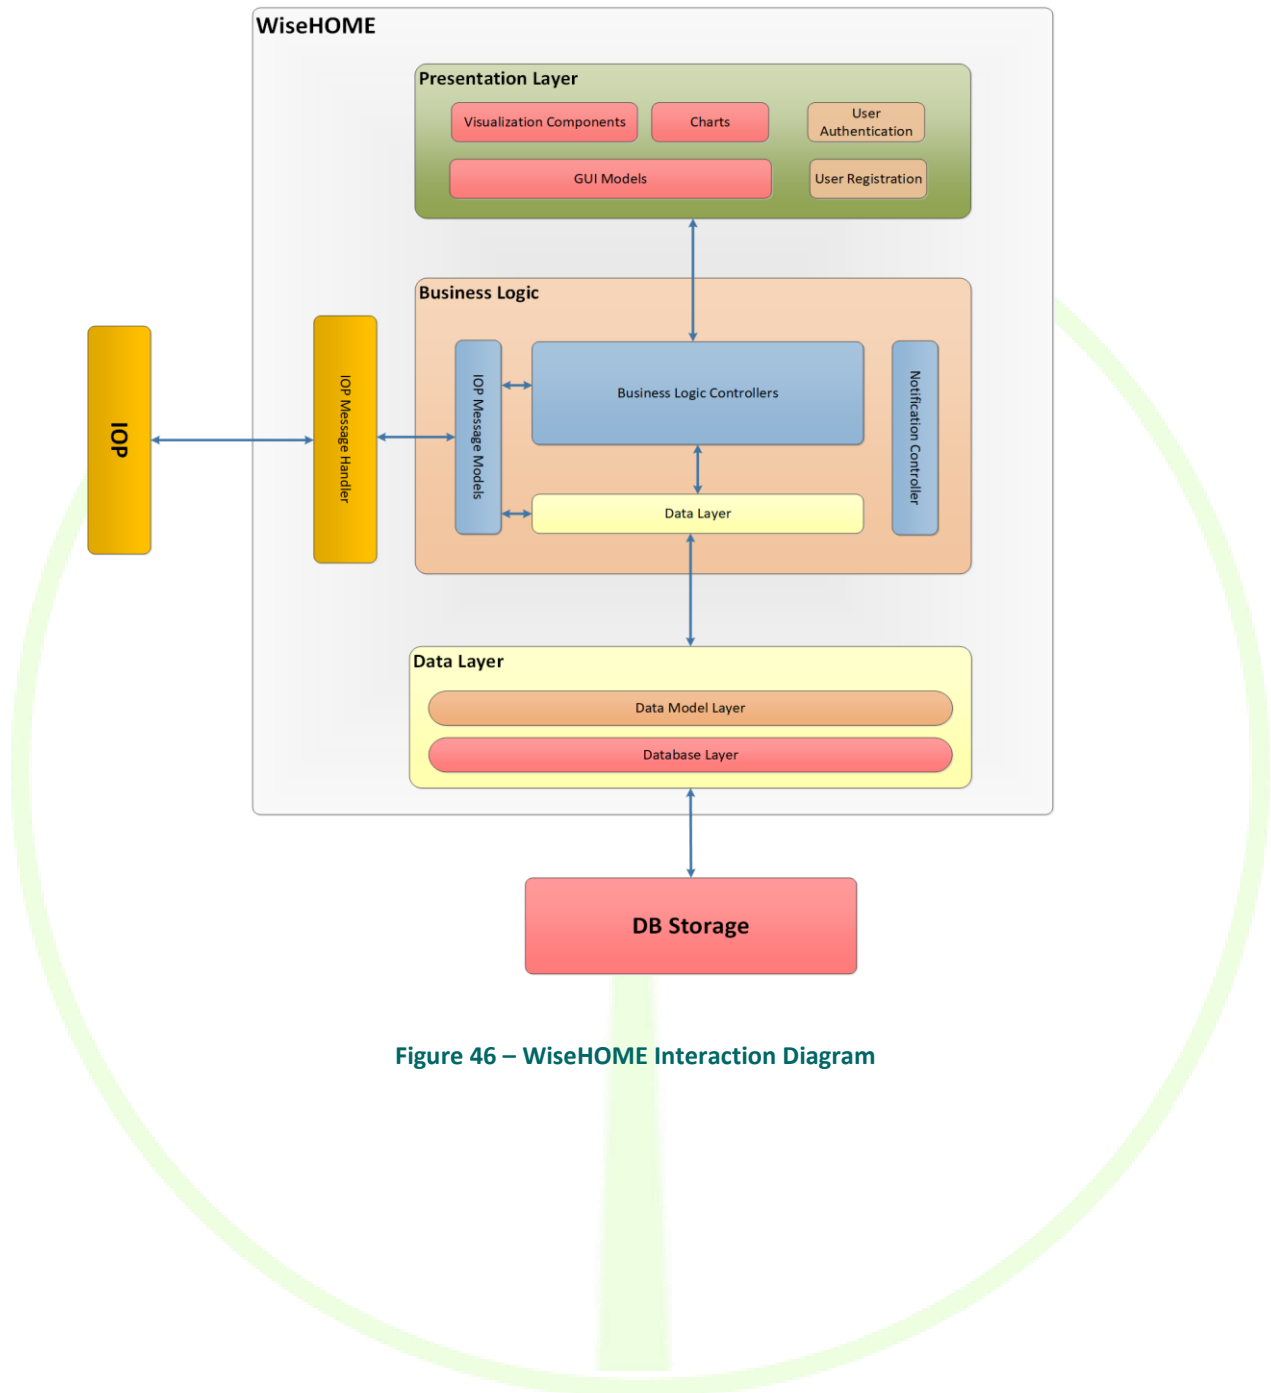 WiseHOME
Presentation Layer
Visualization Components
Charts
User
Authentication
GUI Models
User Registration
Business Logic
IOP
IOP Message Handler
IOP Message Models
Business Logic Controllers
Notification Controller
Data Layer
Data Layer
Data Model Layer
Database Layer
DB Storage
Figure 46 – WiseHOME Interaction Diagram